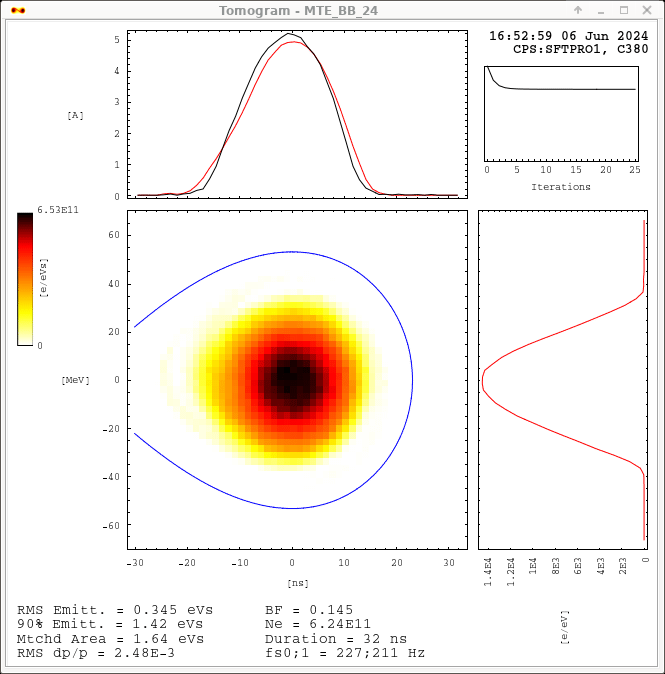 Tomogram - MTE_BB_24
16:52:59 06 Jun 2024
CPS:SFTPRO1, C380
5
4
3
2
1
0
[A]
0 5 10 15 20 25
Iterations
6.53E11
[e/eVs]
0
60
40
20
0
-20
-40
-60
[MeV]
-30 -20 -10 0 10 20 30
[ns]
1.4E4 1.2E4 1E4 8E3 6E3 4E3 2E3 0
[e/eV]
RMS Emitt. = 0.345 eVs BF = 0.145
90% Emitt. = 1.42 eVs Ne = 6.24E11
Mtchd Area = 1.64 eVs Duration = 32 ns
RMS dp/p = 2.48E-3 fs0;1 = 227;211 Hz